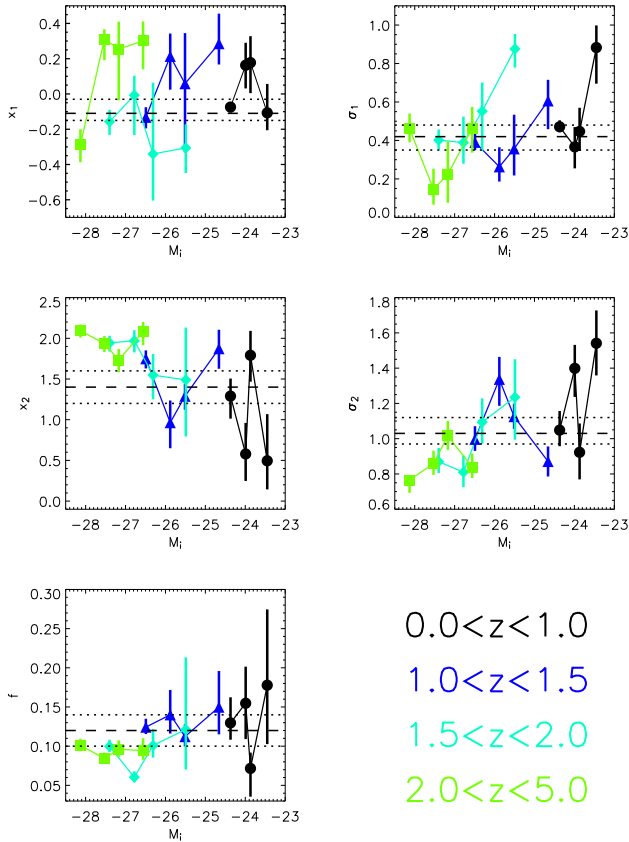 0.4
0.2
0.0
−0.2
−0.4
−0.6
x₁
−28 −27 −26 −25 −24 −23
Mᵢ
1.0
0.8
0.6
0.4
0.2
0.0
σ₁
−28 −27 −26 −25 −24 −23
Mᵢ
2.5
2.0
1.5
1.0
0.5
0.0
x₂
−28 −27 −26 −25 −24 −23
Mᵢ
1.8
1.6
1.4
1.2
1.0
0.8
0.6
σ₂
−28 −27 −26 −25 −24 −23
Mᵢ
0.30
0.25
0.20
0.15
0.10
0.05
f
−28 −27 −26 −25 −24 −23
Mᵢ
0.0<z<1.0
1.0<z<1.5
1.5<z<2.0
2.0<z<5.0